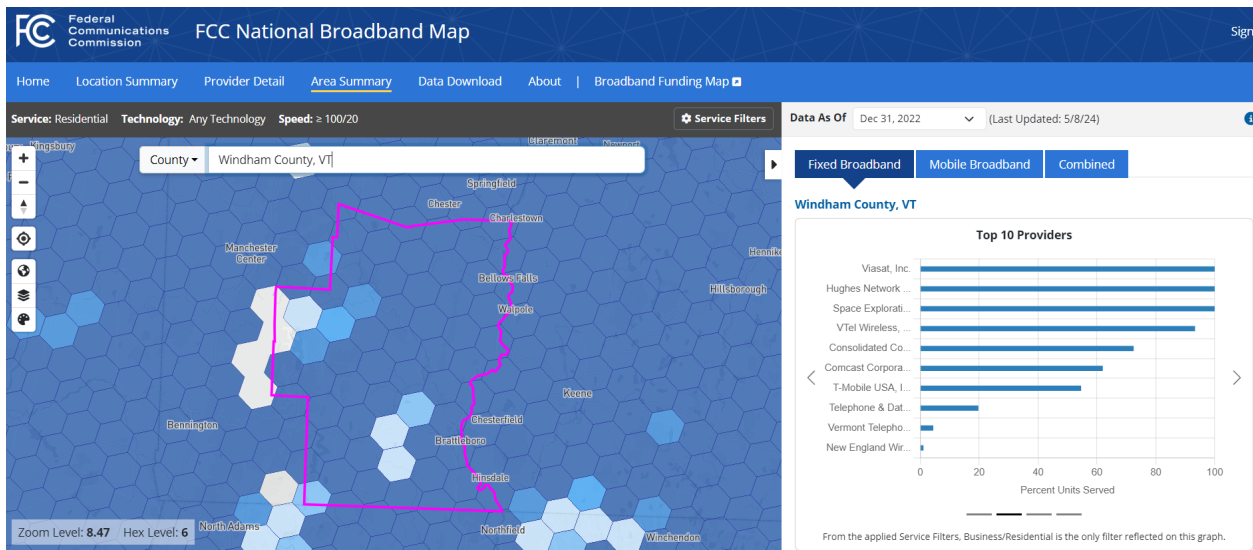 FCC Federal Communications Commission
FCC National Broadband Map
Sign
Home Location Summary Provider Detail Area Summary Data Download About | Broadband Funding Map
Service: Residential Technology: Any Technology Speed: ≥ 100/20
Service Filters
Data As Of Dec 31, 2022 (Last Updated: 5/8/24)
Kingsbury
Claremont
Newport
County
Windham County, VT
Springfield
Chester
Charlestown
Manchester
Center
Bellows Falls
Hillsborough
Walpole
Keene
Bennington
Chesterfield
Brattleboro
Hinsdale
North Adams
Northfield
Winchendon
Zoom Level: 8.47 Hex Level: 6
Fixed Broadband Mobile Broadband Combined
Windham County, VT
Top 10 Providers
Viasat, Inc.
Hughes Network ...
Space Explorati...
VTel Wireless, ...
Consolidated Co...
Comcast Corpora...
T-Mobile USA, I...
Telephone & Dat...
Vermont Telepho...
New England Wir...
0 20 40 60 80 100
Percent Units Served
From the applied Service Filters, Business/Residential is the only filter reflected on this graph.